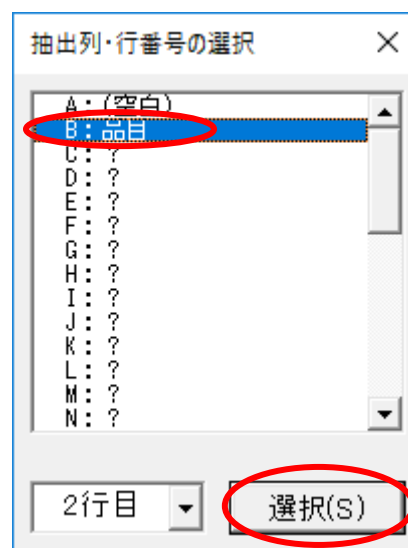 抽出列・行番号の選択
A:(空白)
B:品目
C:?
D:?
E:?
F:?
G:?
H:?
I:?
J:?
K:?
L:?
M:?
N:?
2行目
選択(S)